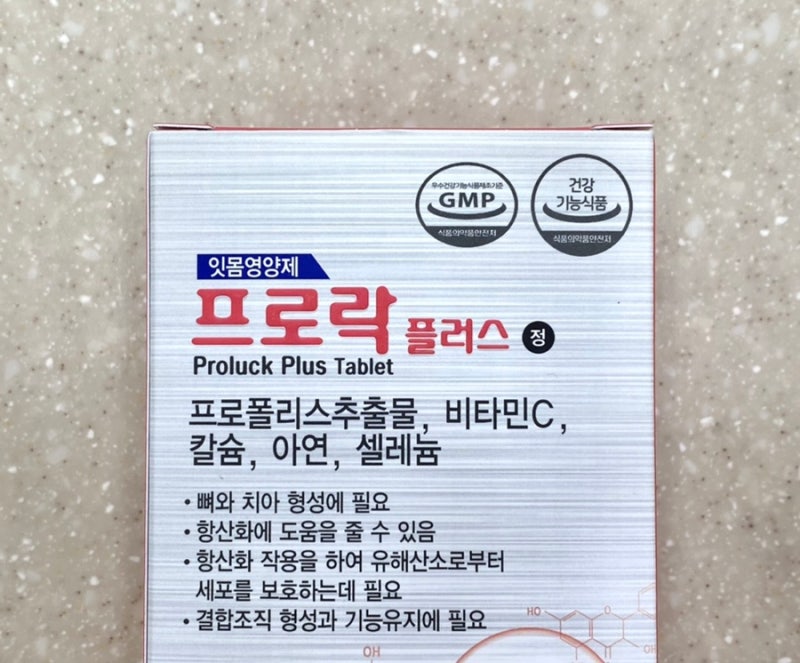 우수건강기능식품제조기준
GMP
식품의약품안전처
건강
기능식품
식품의약품안전처
잇몸영양제
프로락 플러스 정
Proluck Plus Tablet
프로폴리스추출물, 비타민C,
칼슘, 아연, 셀레늄
• 뼈와 치아 형성에 필요
• 항산화에 도움을 줄 수 있음
• 항산화 작용을 하여 유해산소로부터
세포를 보호하는데 필요
• 결합조직 형성과 기능유지에 필요
HO
O
OH
O
OH